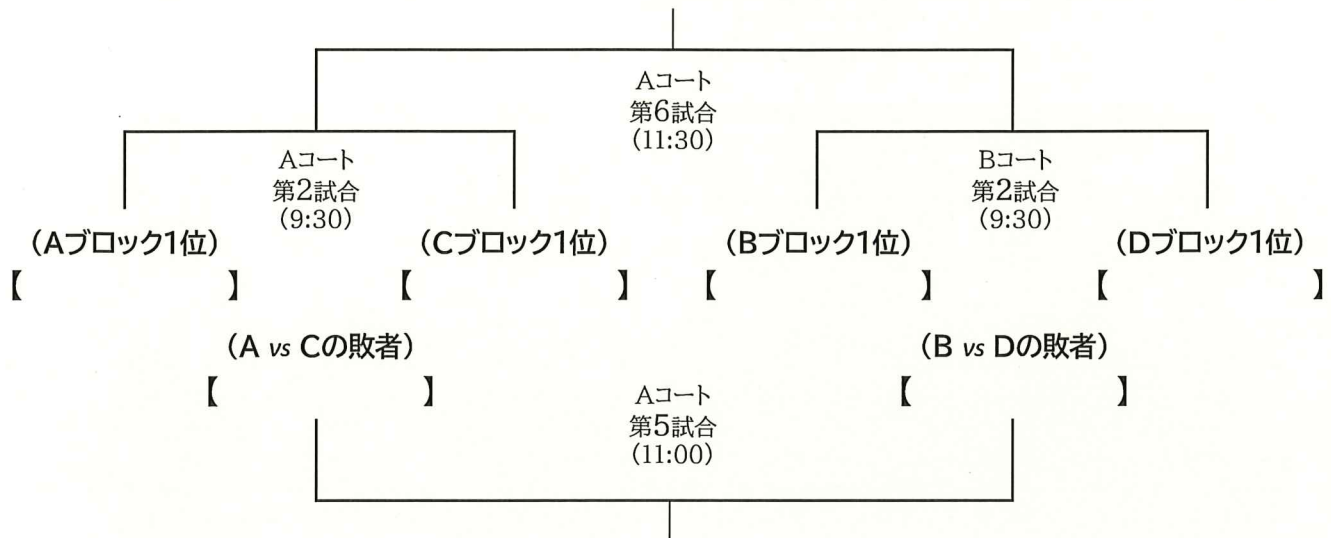 Aコート
第6試合
(11:30)
Aコート
第2試合
(9:30)
Bコート
第2試合
(9:30)
(Aブロック1位)
(Cブロック1位)
(Bブロック1位)
(Dブロック1位)
【 】
【 】
【 】
【 】
(A vs Cの敗者)
(B vs Dの敗者)
【 】
【 】
Aコート
第5試合
(11:00)